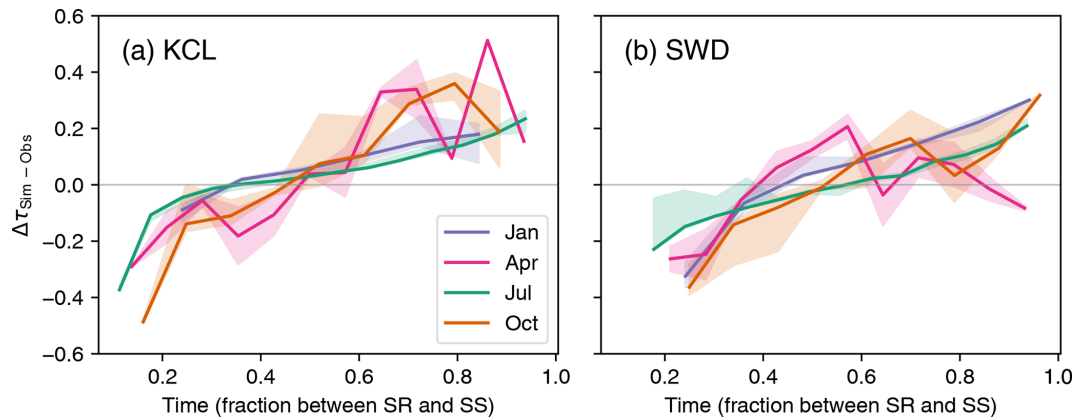 (a) KCL
(b) SWD
0.6
0.4
0.2
0.0
−0.2
−0.4
−0.6
Δτ Sim − Obs
Jan
Apr
Jul
Oct
0.2 0.4 0.6 0.8 1.0
0.2 0.4 0.6 0.8 1.0
Time (fraction between SR and SS)
Time (fraction between SR and SS)